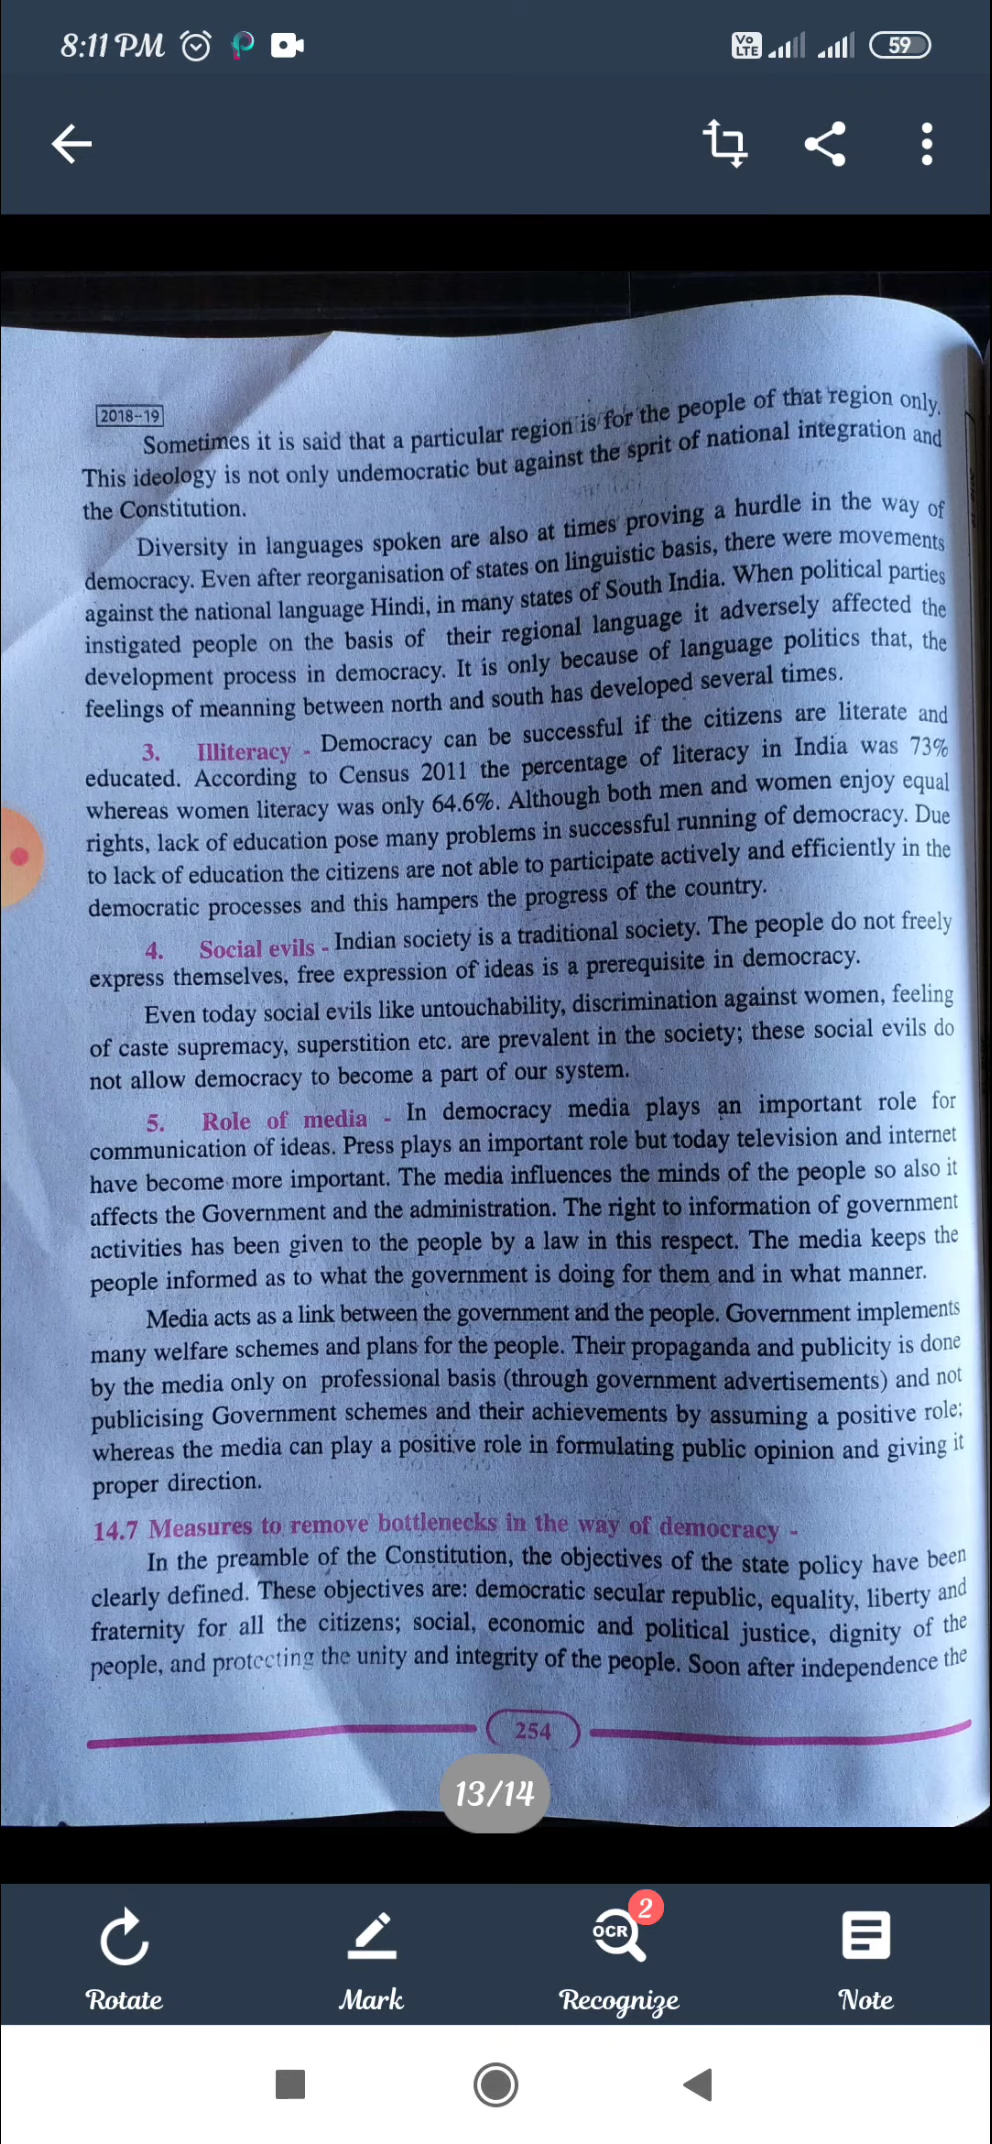 8:11 PM
Vo LTE
59
2018-19
Sometimes it is said that a particular region is for the people of that region only.
This ideology is not only undemocratic but against the sprit of national integration and
the Constitution.
Diversity in languages spoken are also at times proving a hurdle in the way of
democracy. Even after reorganisation of states on linguistic basis, there were movements
against the national language Hindi, in many states of South India. When political parties
instigated people on the basis of their regional language it adversely affected the
development process in democracy. It is only because of language politics that, the
feelings of meanning between north and south has developed several times.
3. Illiteracy - Democracy can be successful if the citizens are literate and
educated. According to Census 2011 the percentage of literacy in India was 73%
whereas women literacy was only 64.6%. Although both men and women enjoy equal
rights, lack of education pose many problems in successful running of democracy. Due
to lack of education the citizens are not able to participate actively and efficiently in the
democratic processes and this hampers the progress of the country.
4. Social evils - Indian society is a traditional society. The people do not freely
express themselves, free expression of ideas is a prerequisite in democracy.
Even today social evils like untouchability, discrimination against women, feeling
of caste supremacy, superstition etc. are prevalent in the society; these social evils do
not allow democracy to become a part of our system.
5. Role of media - In democracy media plays an important role for
communication of ideas. Press plays an important role but today television and internet
have become more important. The media influences the minds of the people so also it
affects the Government and the administration. The right to information of government
activities has been given to the people by a law in this respect. The media keeps the
people informed as to what the government is doing for them and in what manner.
Media acts as a link between the government and the people. Government implements
many welfare schemes and plans for the people. Their propaganda and publicity is done
by the media only on professional basis (through government advertisements) and not
publicising Government schemes and their achievements by assuming a positive role;
whereas the media can play a positive role in formulating public opinion and giving it
proper direction.
14.7 Measures to remove bottlenecks in the way of democracy -
In the preamble of the Constitution, the objectives of the state policy have been
clearly defined. These objectives are: democratic secular republic, equality, liberty and
fraternity for all the citizens; social, economic and political justice, dignity of the
people, and protecting the unity and integrity of the people. Soon after independence the
254
13/14
OCR 2
Rotate
Mark
Recognize
Note